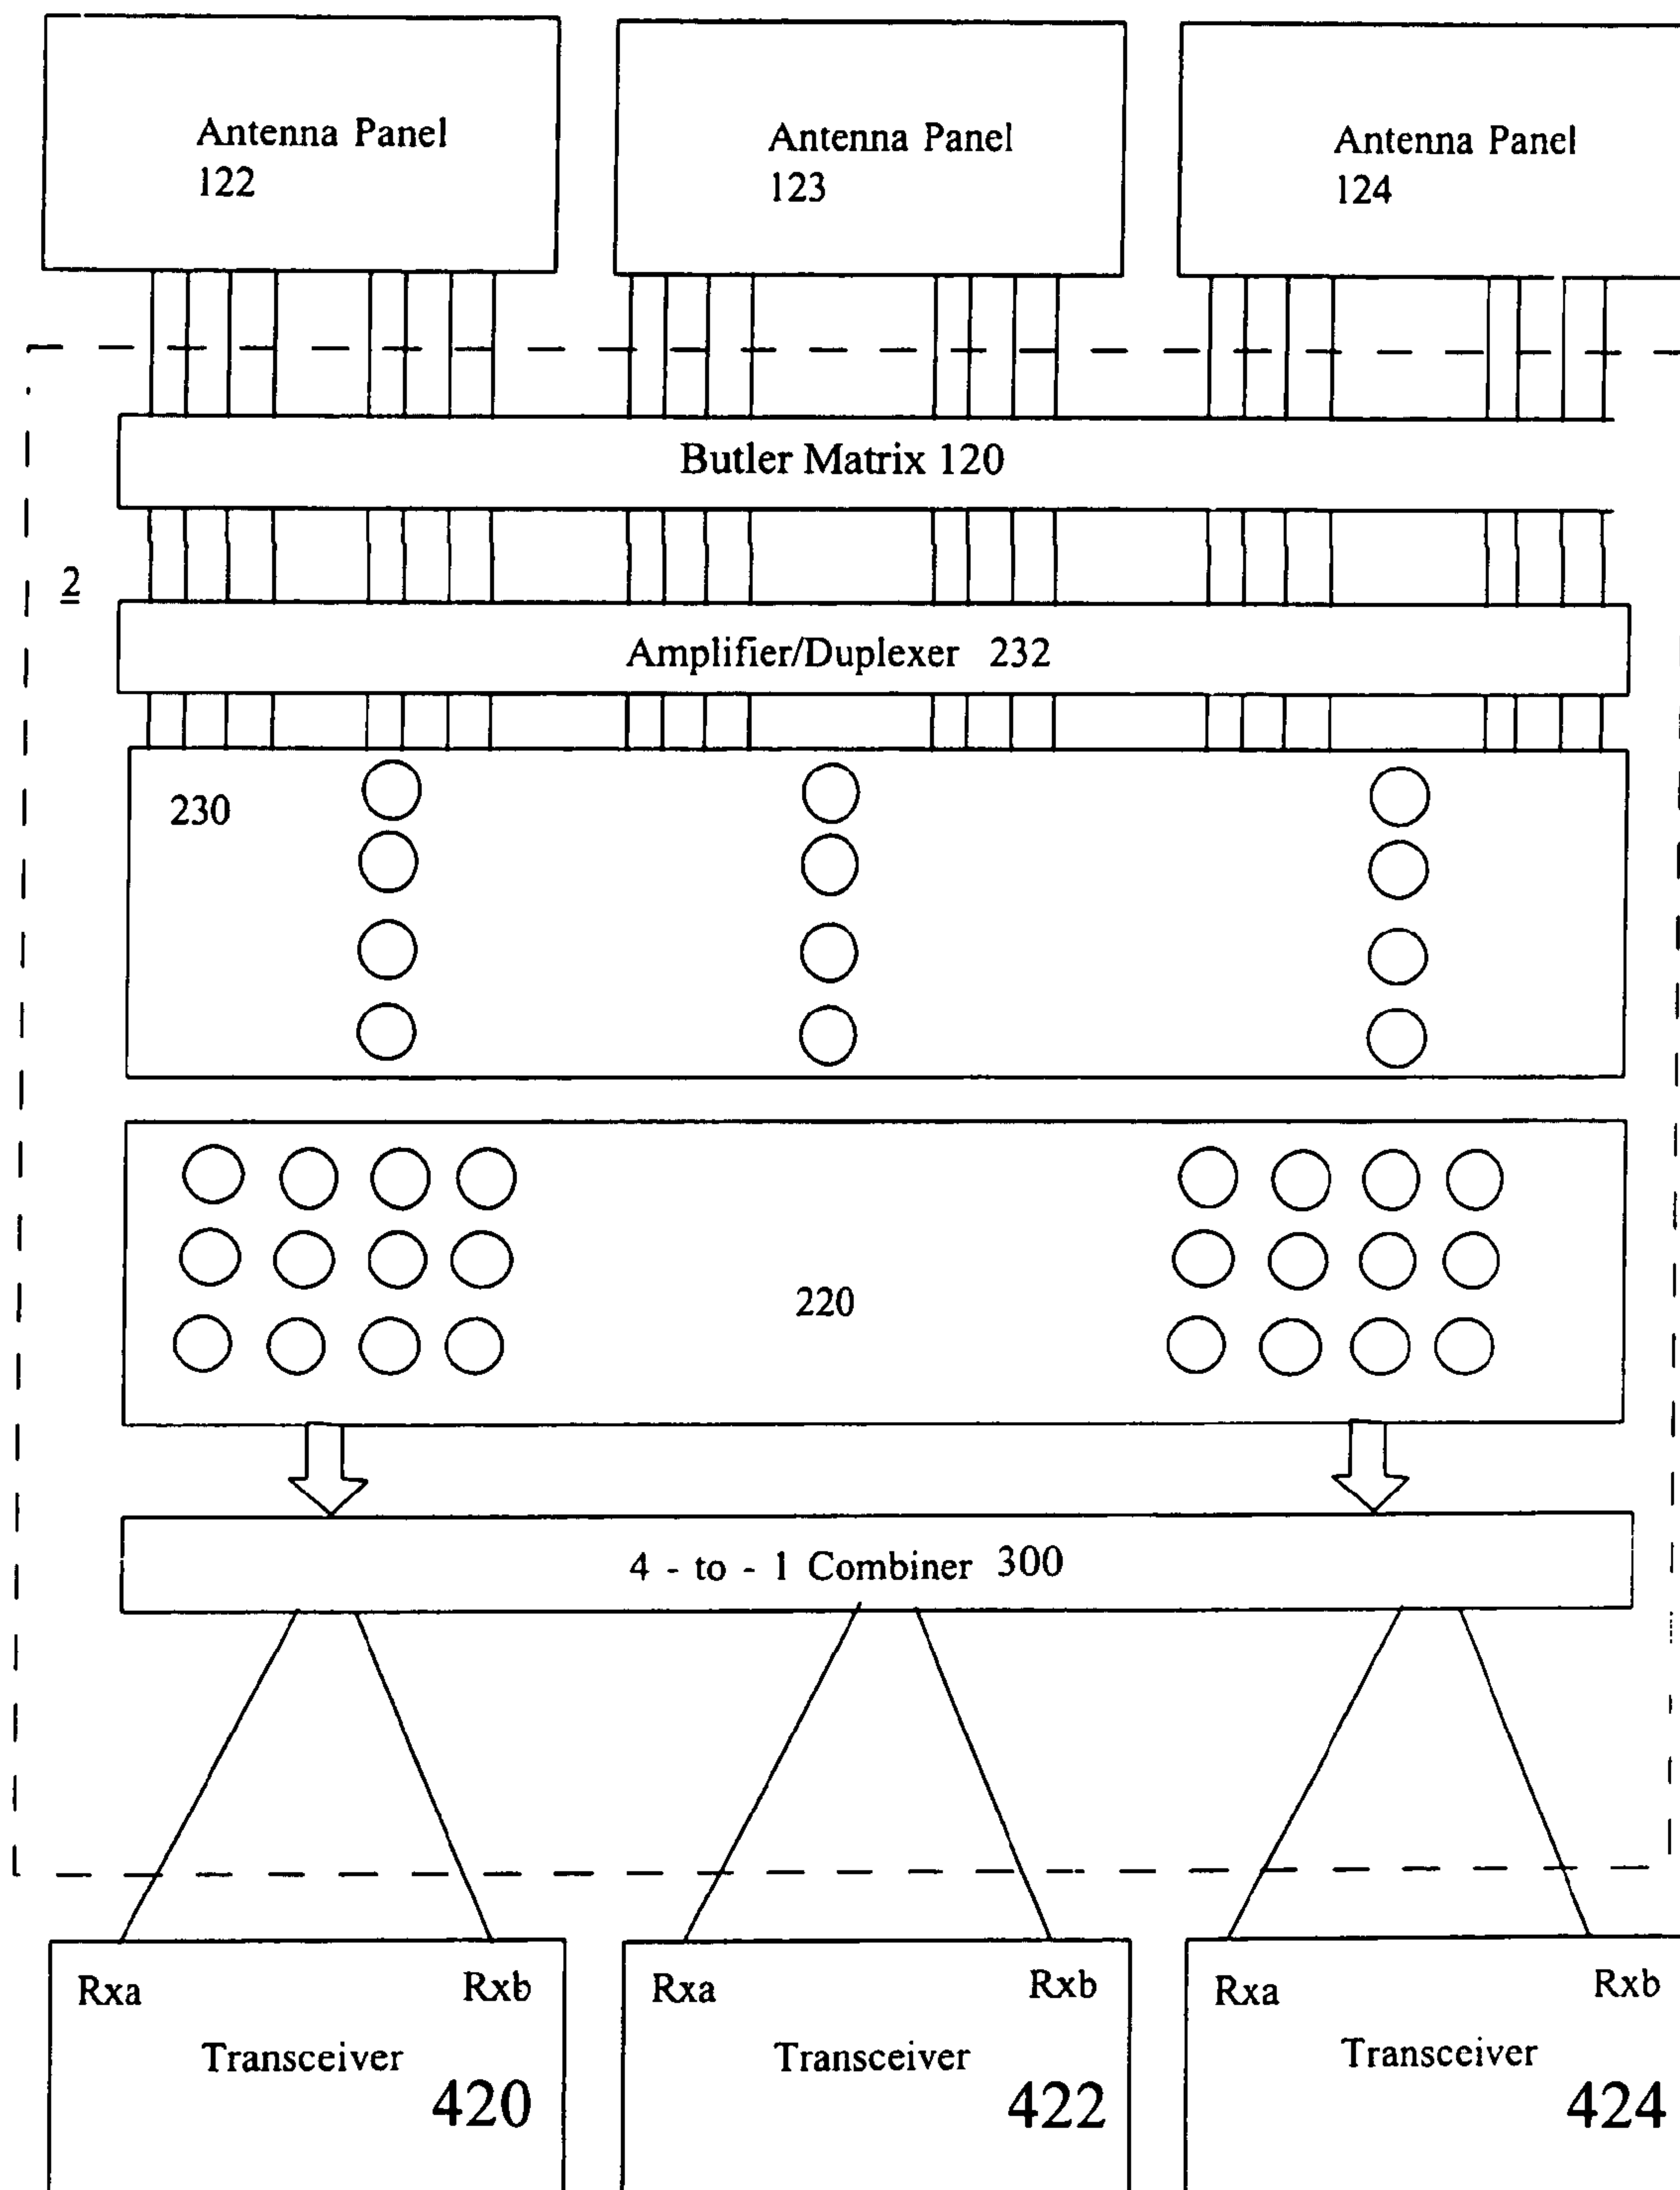 Antenna Panel
122
Antenna Panel
123
Antenna Panel
124
Butler Matrix 120
2
Amplifier/Duplexer 232
230
220
4 - to - 1 Combiner 300
Rxa
Rxb
Transceiver
420
Rxa
Rxb
Transceiver
422
Rxa
Rxb
Transceiver
424